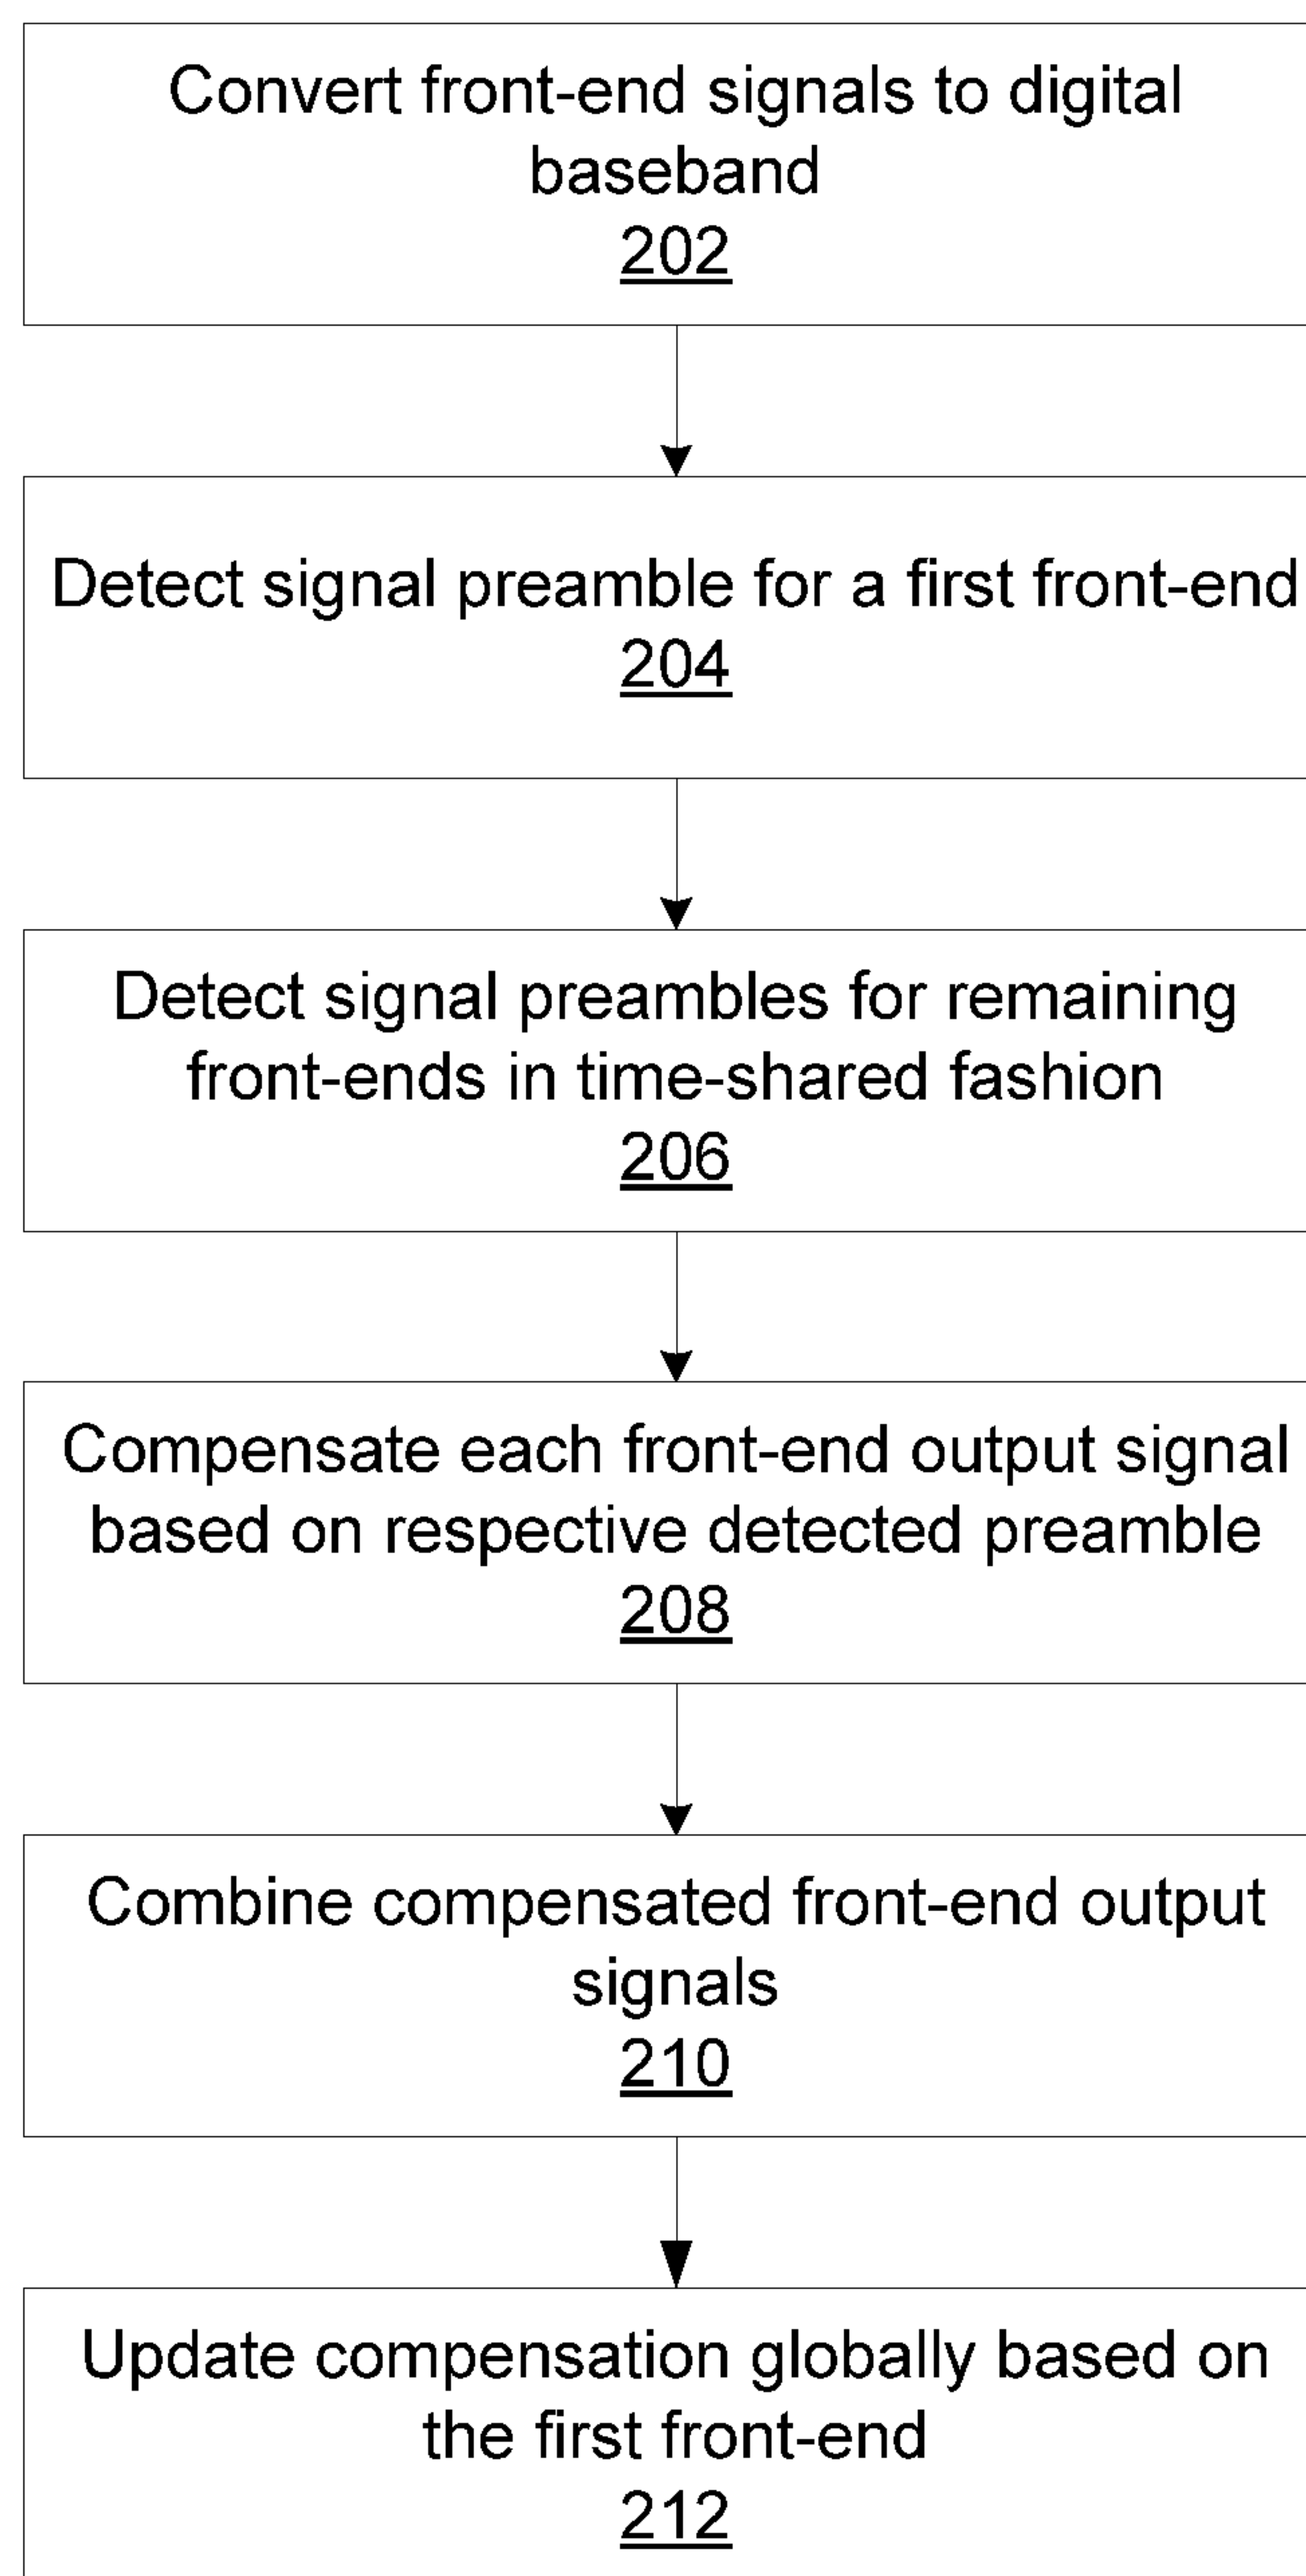 Convert front-end signals to digital
baseband
202
Detect signal preamble for a first front-end
204
Detect signal preambles for remaining
front-ends in time-shared fashion
206
Compensate each front-end output signal
based on respective detected preamble
208
Combine compensated front-end output
signals
210
Update compensation globally based on
the first front-end
212